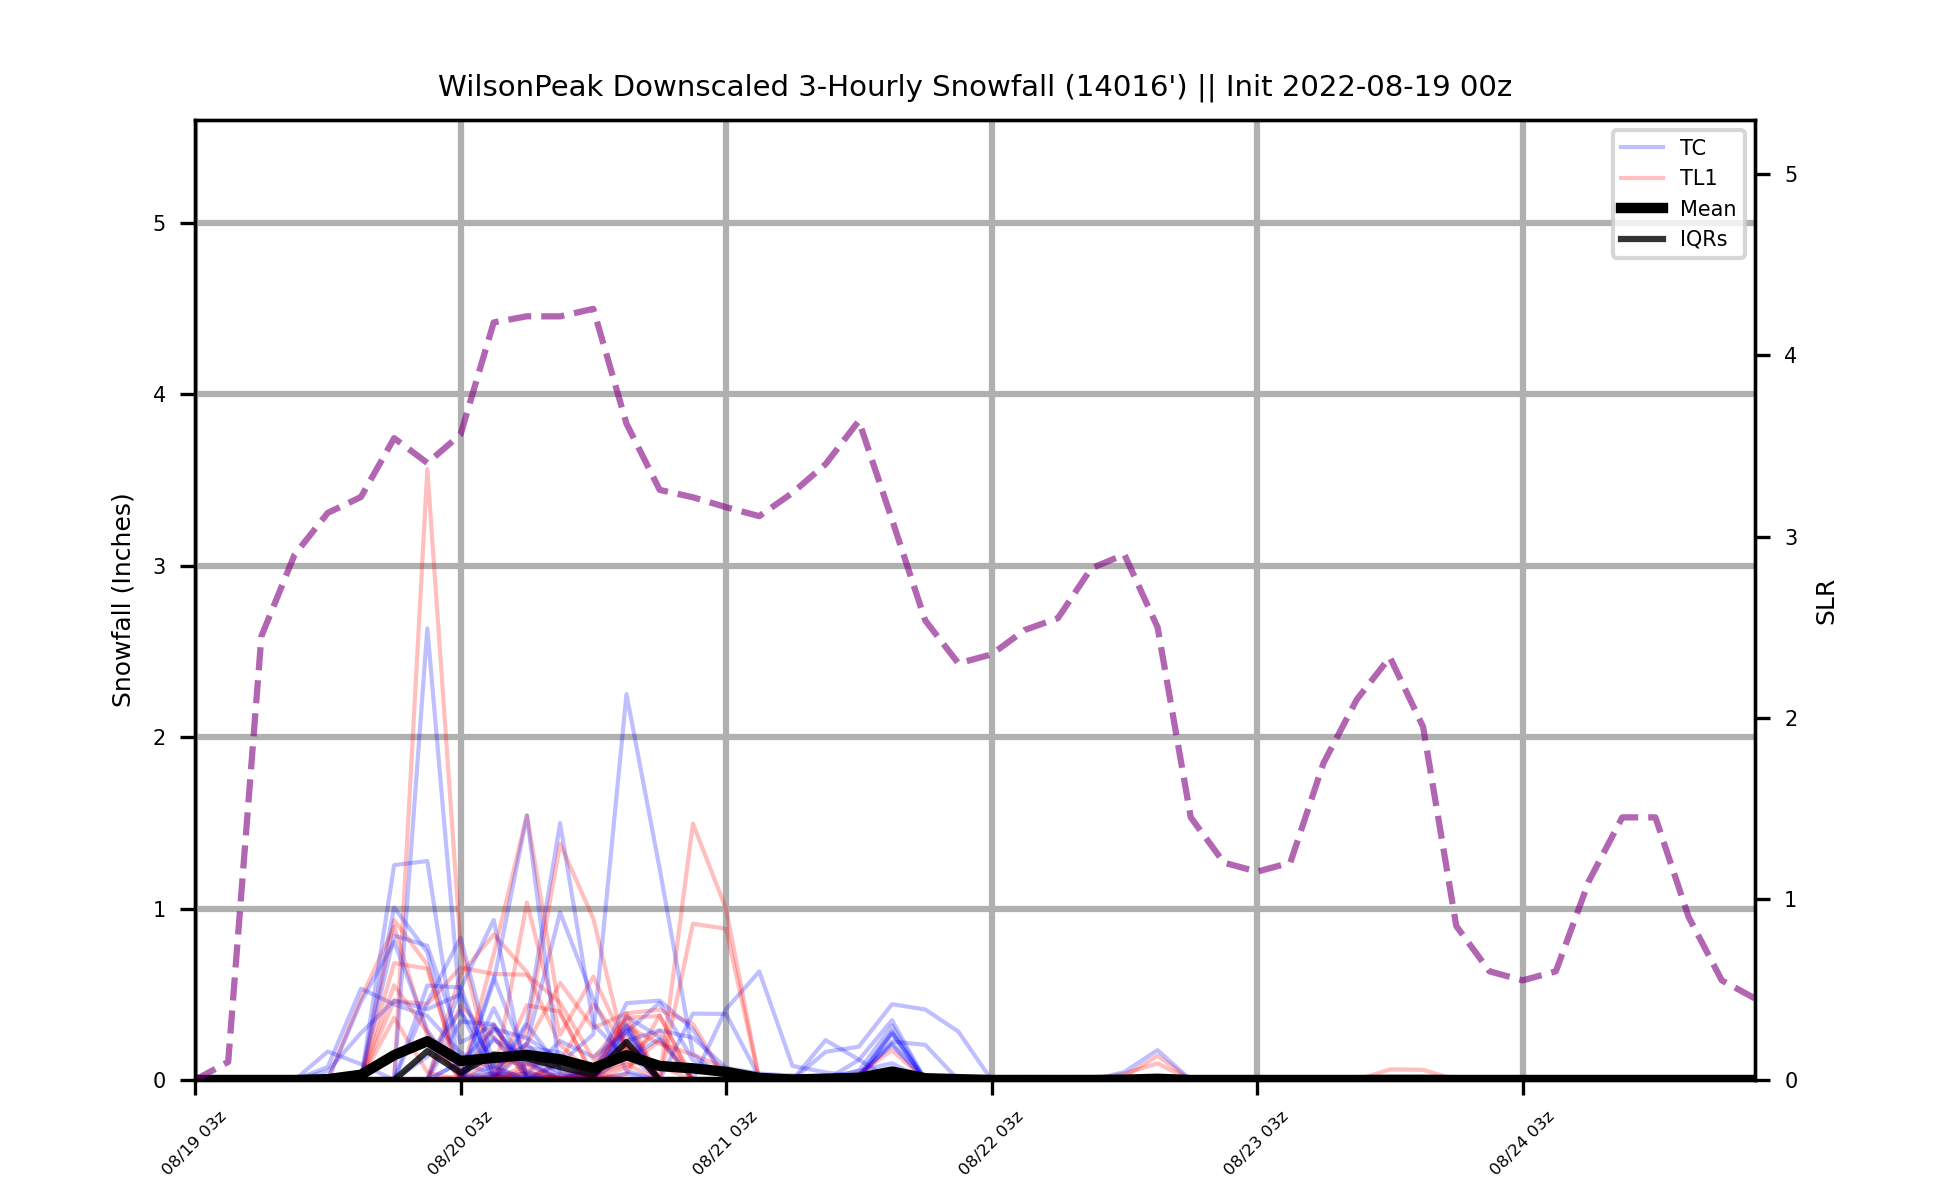 WilsonPeak Downscaled 3-Hourly Snowfall (14016') || Init 2022-08-19 00z
TC
TL1
Mean
IQRs
Snowfall (Inches)
5
4
3
2
1
0
SLR
5
4
3
2
1
0
08/19 03z
08/20 03z
08/21 03z
08/22 03z
08/23 03z
08/24 03z